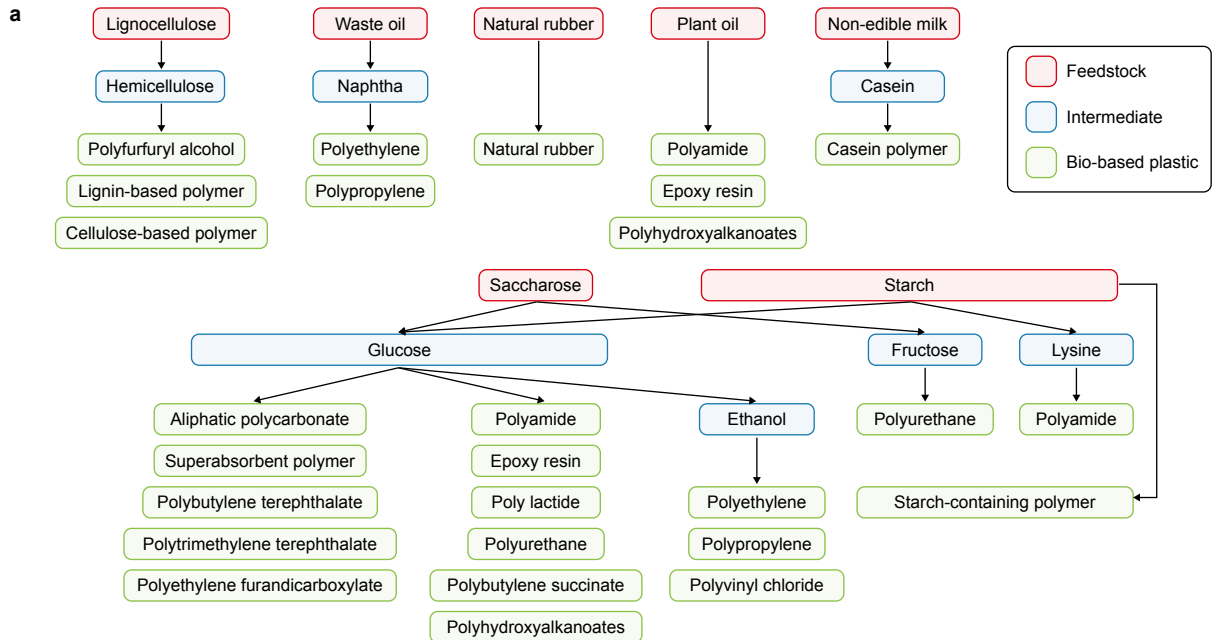 a
Lignocellulose
Waste oil
Natural rubber
Plant oil
Non-edible milk
Hemicellulose
Naphtha
Casein
Polyfurfuryl alcohol
Polyethylene
Natural rubber
Polyamide
Casein polymer
Lignin-based polymer
Polypropylene
Epoxy resin
Cellulose-based polymer
Polyhydroxyalkanoates
Feedstock
Intermediate
Bio-based plastic
Saccharose
Starch
Glucose
Fructose
Lysine
Aliphatic polycarbonate
Polyamide
Ethanol
Polyurethane
Polyamide
Superabsorbent polymer
Epoxy resin
Polybutylene terephthalate
Poly lactide
Polyethylene
Starch-containing polymer
Polytrimethylene terephthalate
Polyurethane
Polypropylene
Polyethylene furandicarboxylate
Polybutylene succinate
Polyvinyl chloride
Polyhydroxyalkanoates